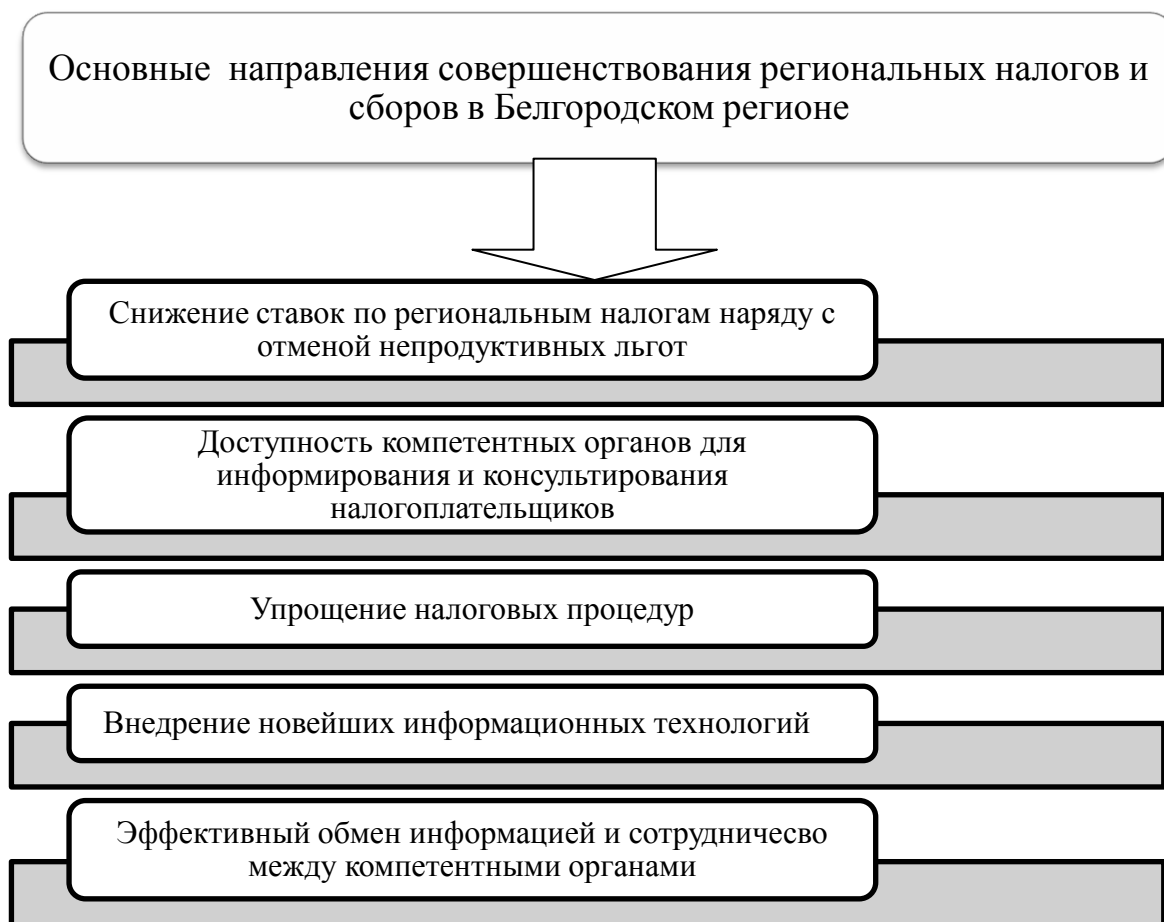 Основные  направления совершенствования региональных налогов и
сборов в Белгородском регионе
Снижение ставок по региональным налогам наряду с
отменой непродуктивных льгот
Доступность компетентных органов для
информирования и консультирования
налогоплательщиков
Упрощение налоговых процедур
Внедрение новейших информационных технологий
Эффективный обмен информацией и сотрудничесво
между компетентными органами